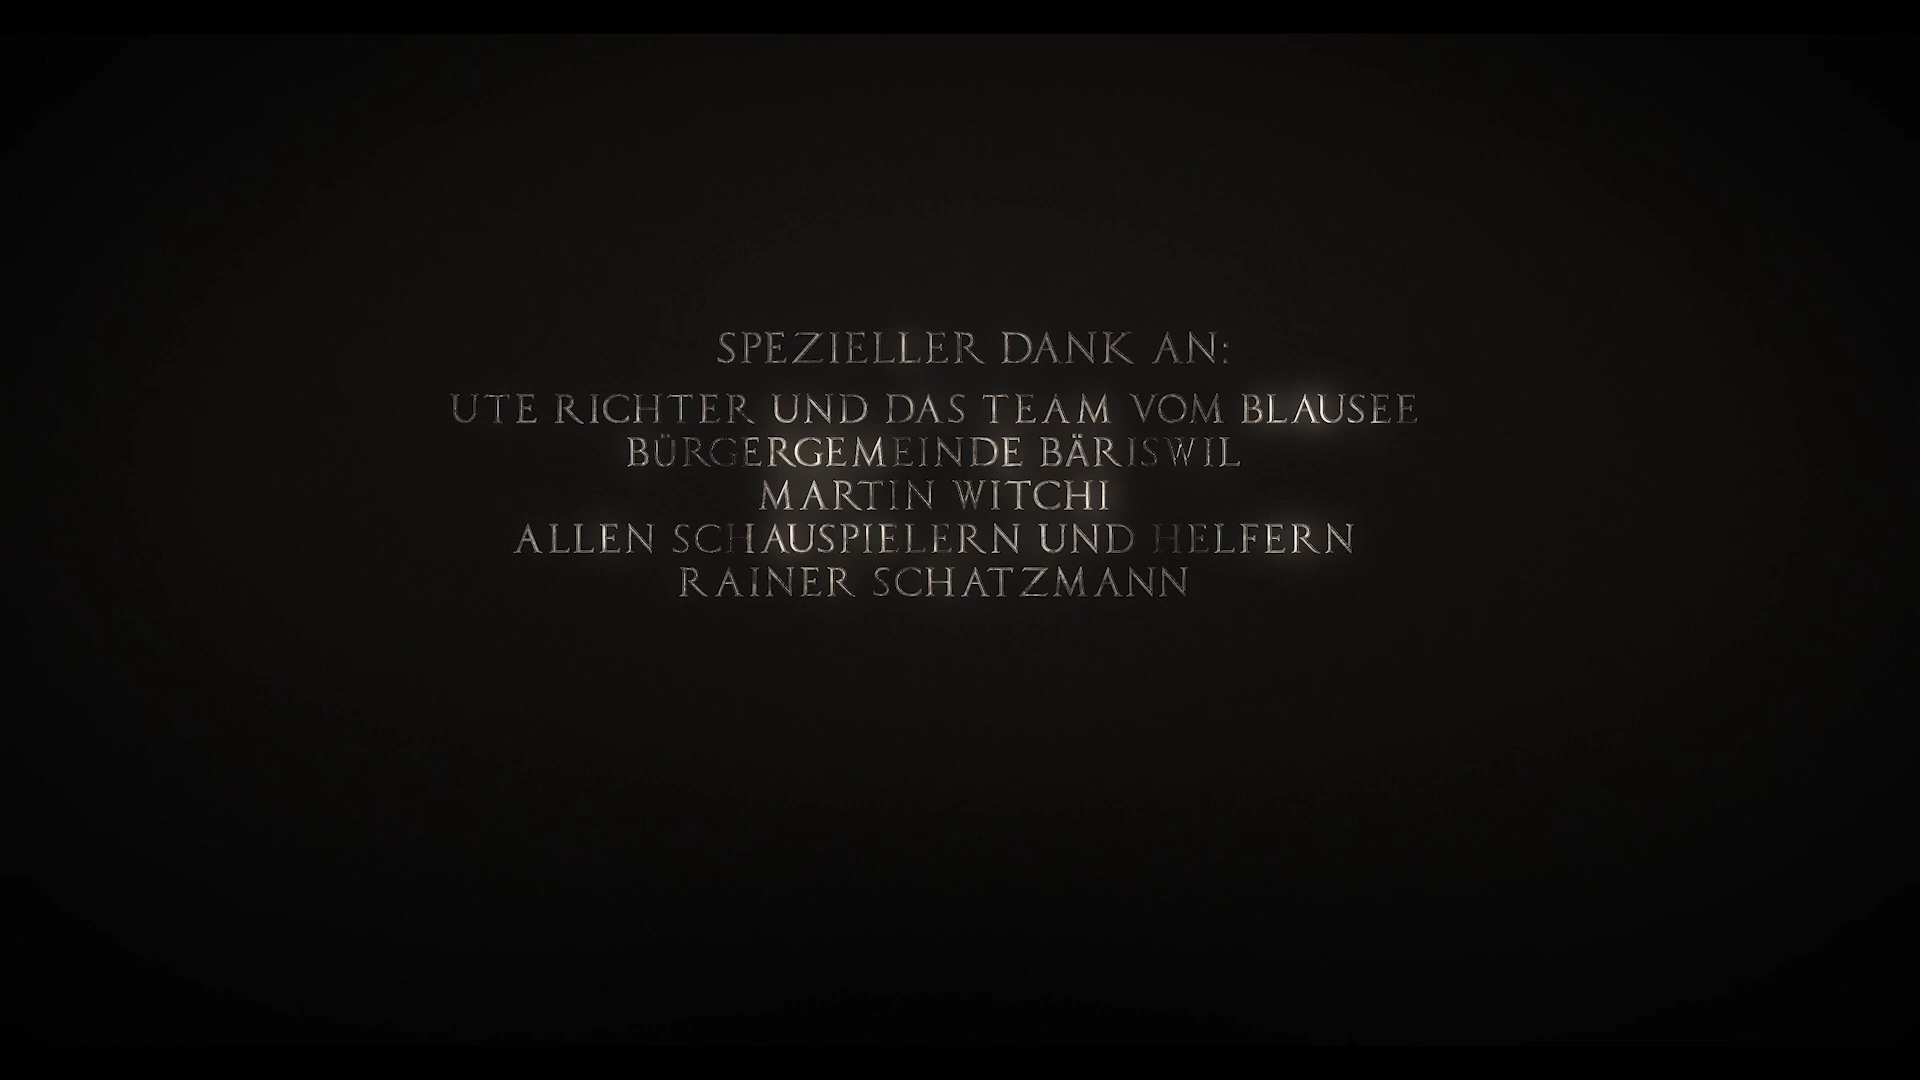 SPEZIELLER DANK AN:
UTE RICHTER UND DAS TEAM VOM BLAUSEE
BÜRGERGEMEINDE BÄRISWIL
MARTIN WITCHI
ALLEN SCHAUSPIELERN UND HELFERN
RAINER SCHATZMANN